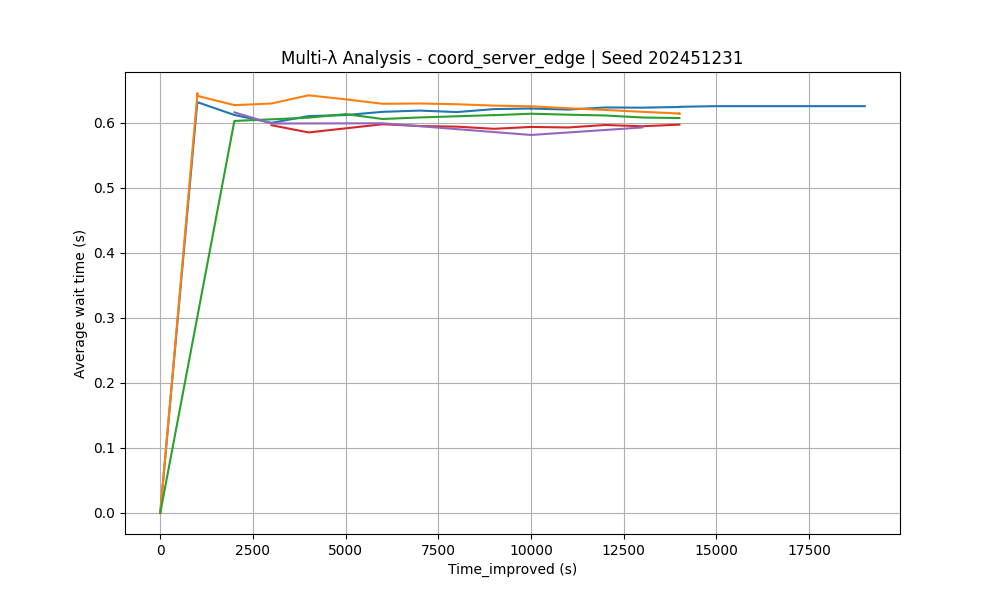 Multi-λ Analysis - coord_server_edge | Seed 202451231
Average wait time (s)
0.6
0.5
0.4
0.3
0.2
0.1
0.0
0 2500 5000 7500 10000 12500 15000 17500
Time_improved (s)